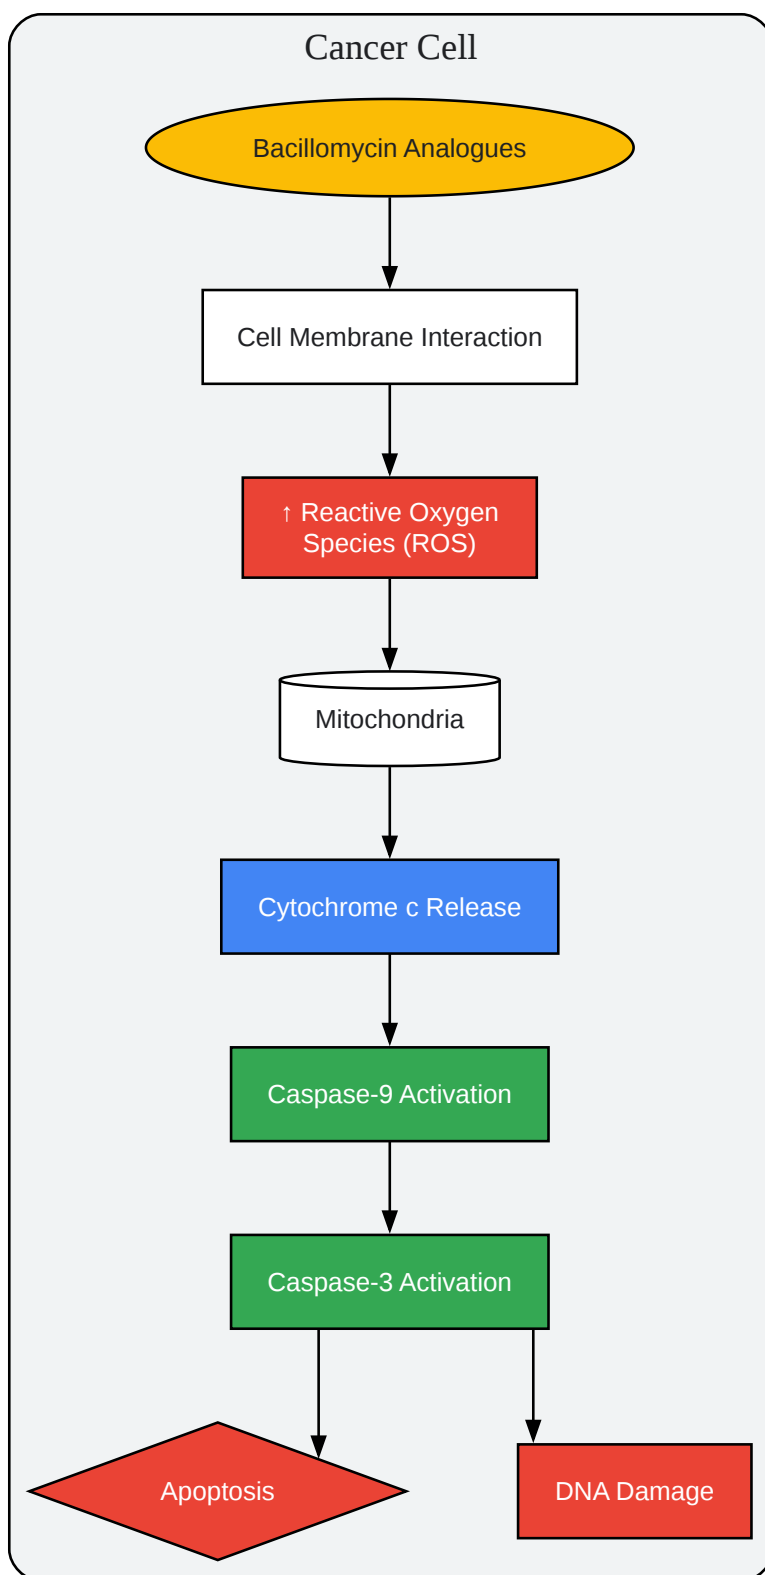 Cancer Cell
Bacillomycin Analogues
Cell Membrane Interaction
↑ Reactive Oxygen
Species (ROS)
Mitochondria
Cytochrome c Release
Caspase-9 Activation
Caspase-3 Activation
Apoptosis
DNA Damage